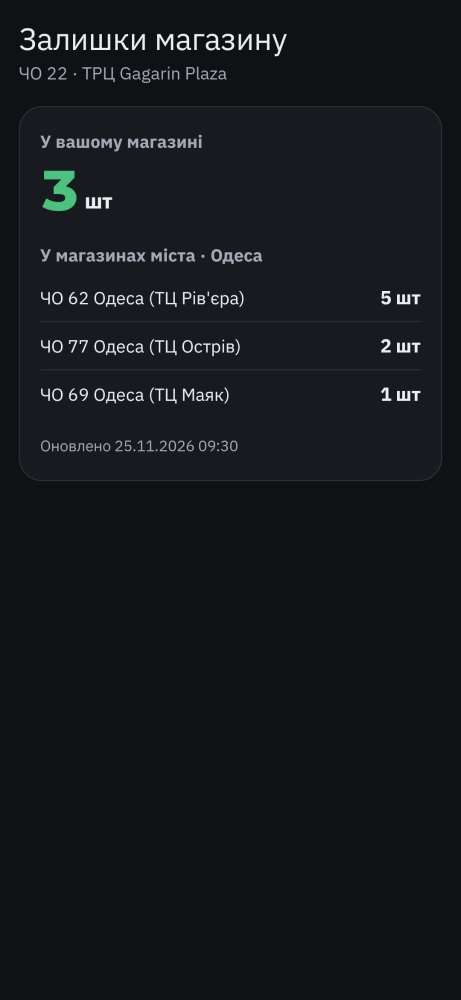 Залишки магазину
ЧО 22 · ТРЦ Gagarin Plaza
У вашому магазині
3 шт
У магазинах міста · Одеса
ЧО 62 Одеса (ТЦ Рів'єра) 5 шт
ЧО 77 Одеса (ТЦ Острів) 2 шт
ЧО 69 Одеса (ТЦ Маяк) 1 шт
Оновлено 25.11.2026 09:30